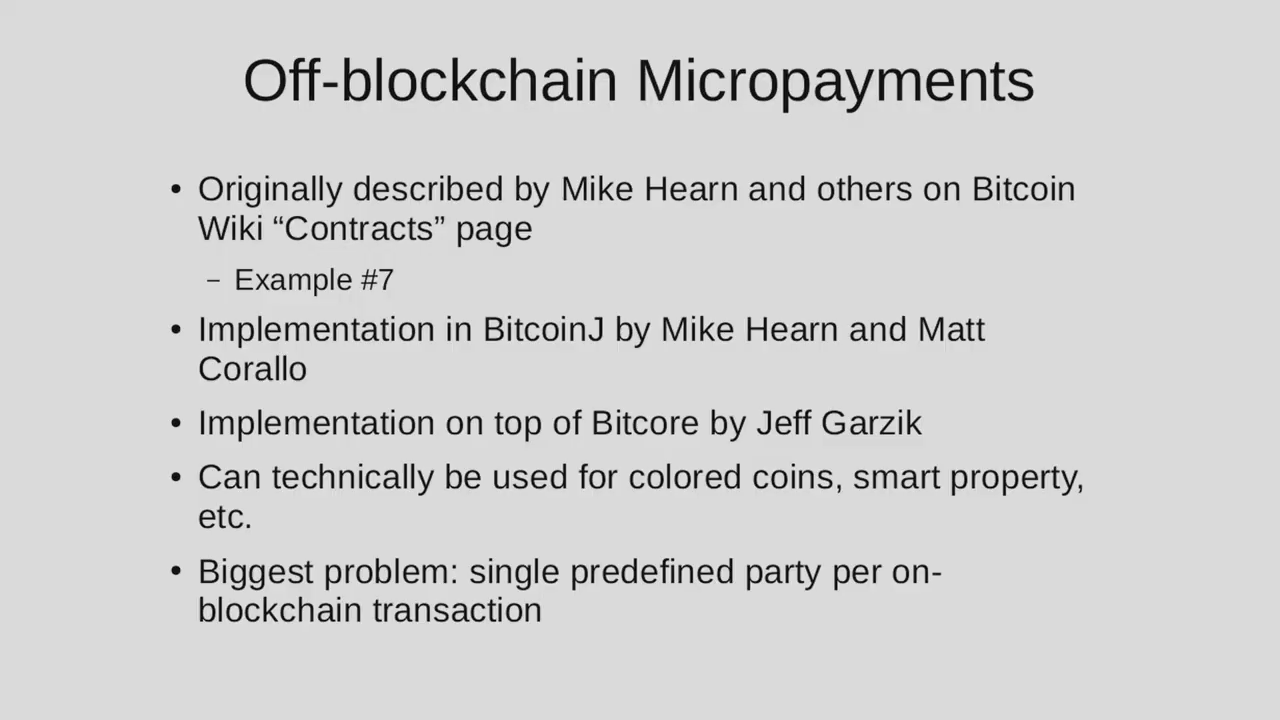 Off-blockchain Micropayments
• Originally described by Mike Hearn and others on Bitcoin
Wiki “Contracts” page
– Example #7
• Implementation in BitcoinJ by Mike Hearn and Matt
Corallo
• Implementation on top of Bitcore by Jeff Garzik
• Can technically be used for colored coins, smart property,
etc.
• Biggest problem: single predefined party per on-
blockchain transaction